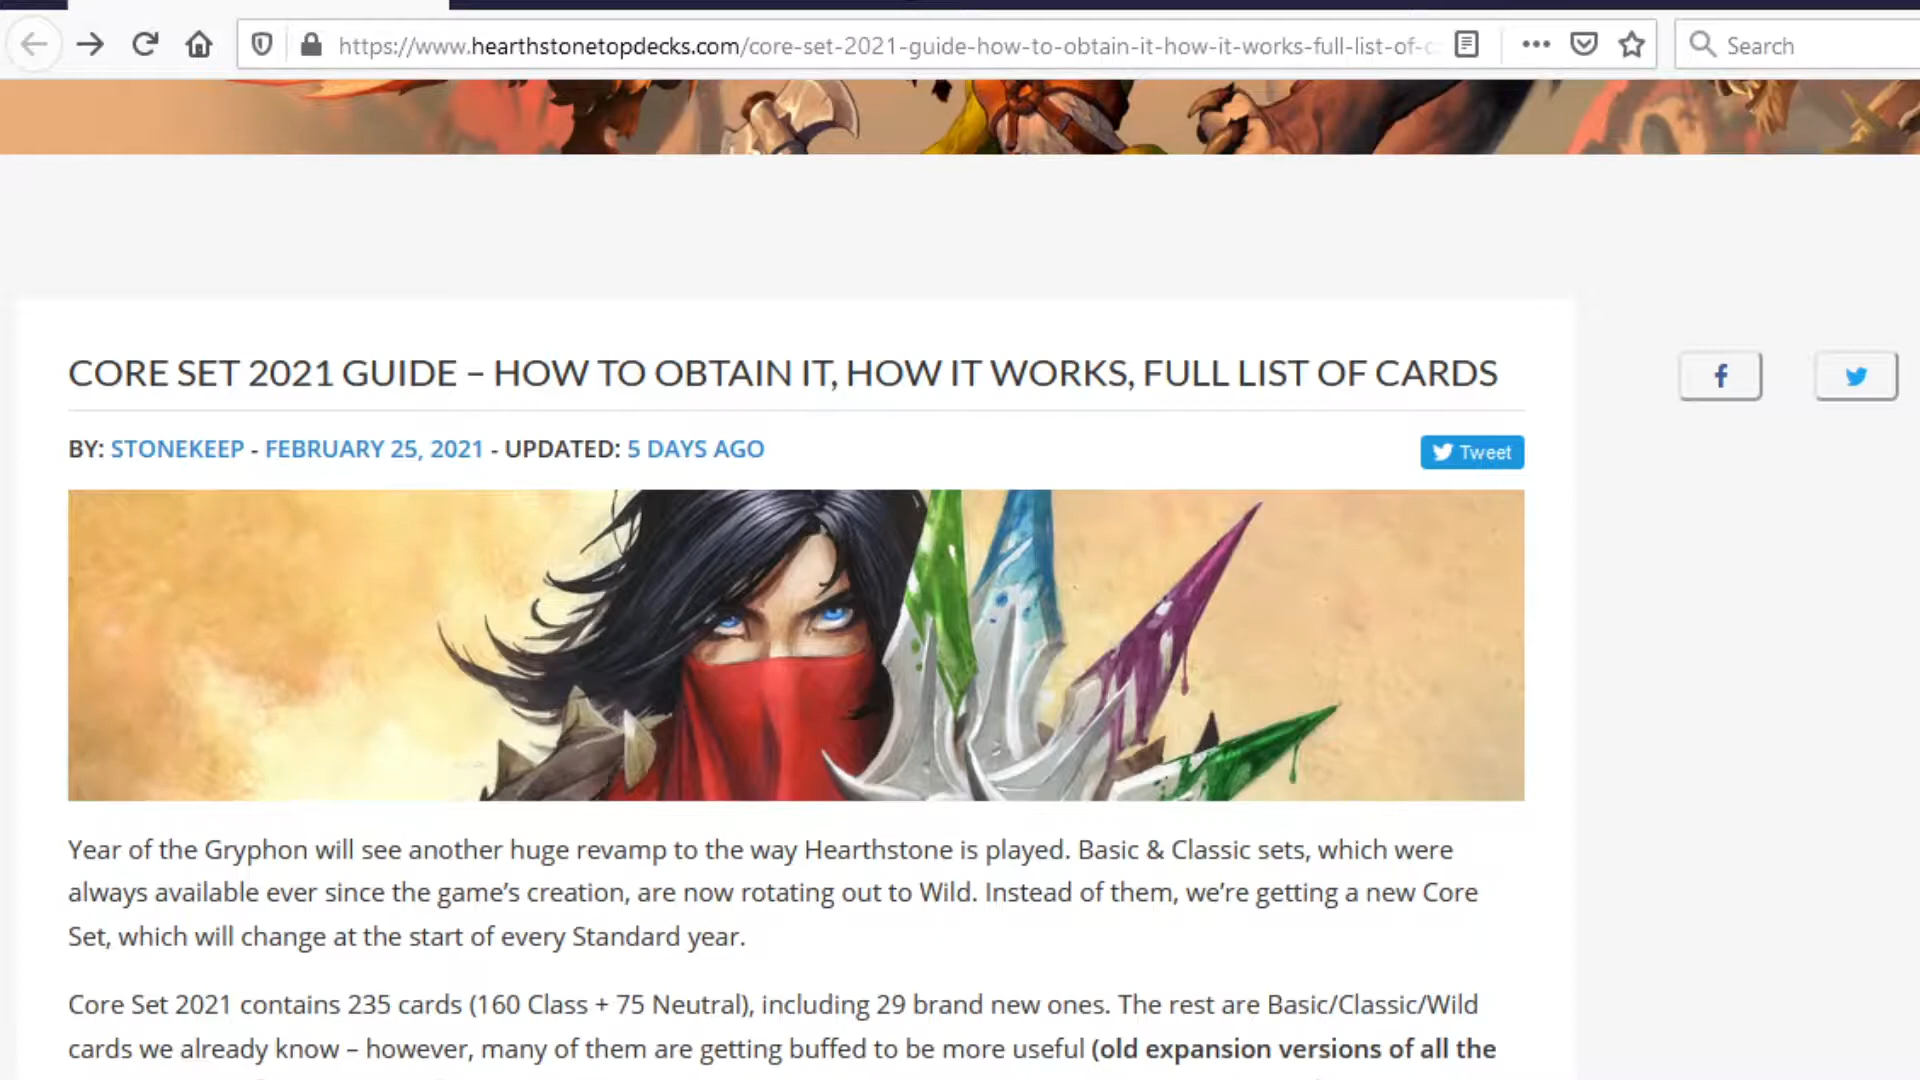 https://www.hearthstonetopdecks.com/core-set-2021-guide-how-to-obtain-it-how-it-works-full-list-of-c
Search
CORE SET 2021 GUIDE – HOW TO OBTAIN IT, HOW IT WORKS, FULL LIST OF CARDS
BY: STONEKEEP - FEBRUARY 25, 2021 - UPDATED: 5 DAYS AGO
Tweet
Year of the Gryphon will see another huge revamp to the way Hearthstone is played. Basic & Classic sets, which were
always available ever since the game’s creation, are now rotating out to Wild. Instead of them, we’re getting a new Core
Set, which will change at the start of every Standard year.
Core Set 2021 contains 235 cards (160 Class + 75 Neutral), including 29 brand new ones. The rest are Basic/Classic/Wild
cards we already know – however, many of them are getting buffed to be more useful (old expansion versions of all the